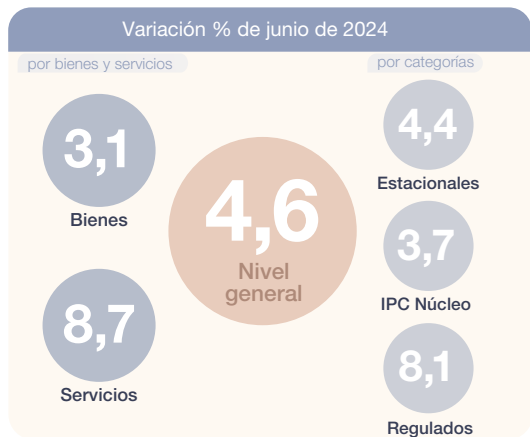 Variación % de junio de 2024
por bienes y servicios
3,1
Bienes
8,7
Servicios
4,6
Nivel
general
por categorías
4,4
Estacionales
3,7
IPC Núcleo
8,1
Regulados